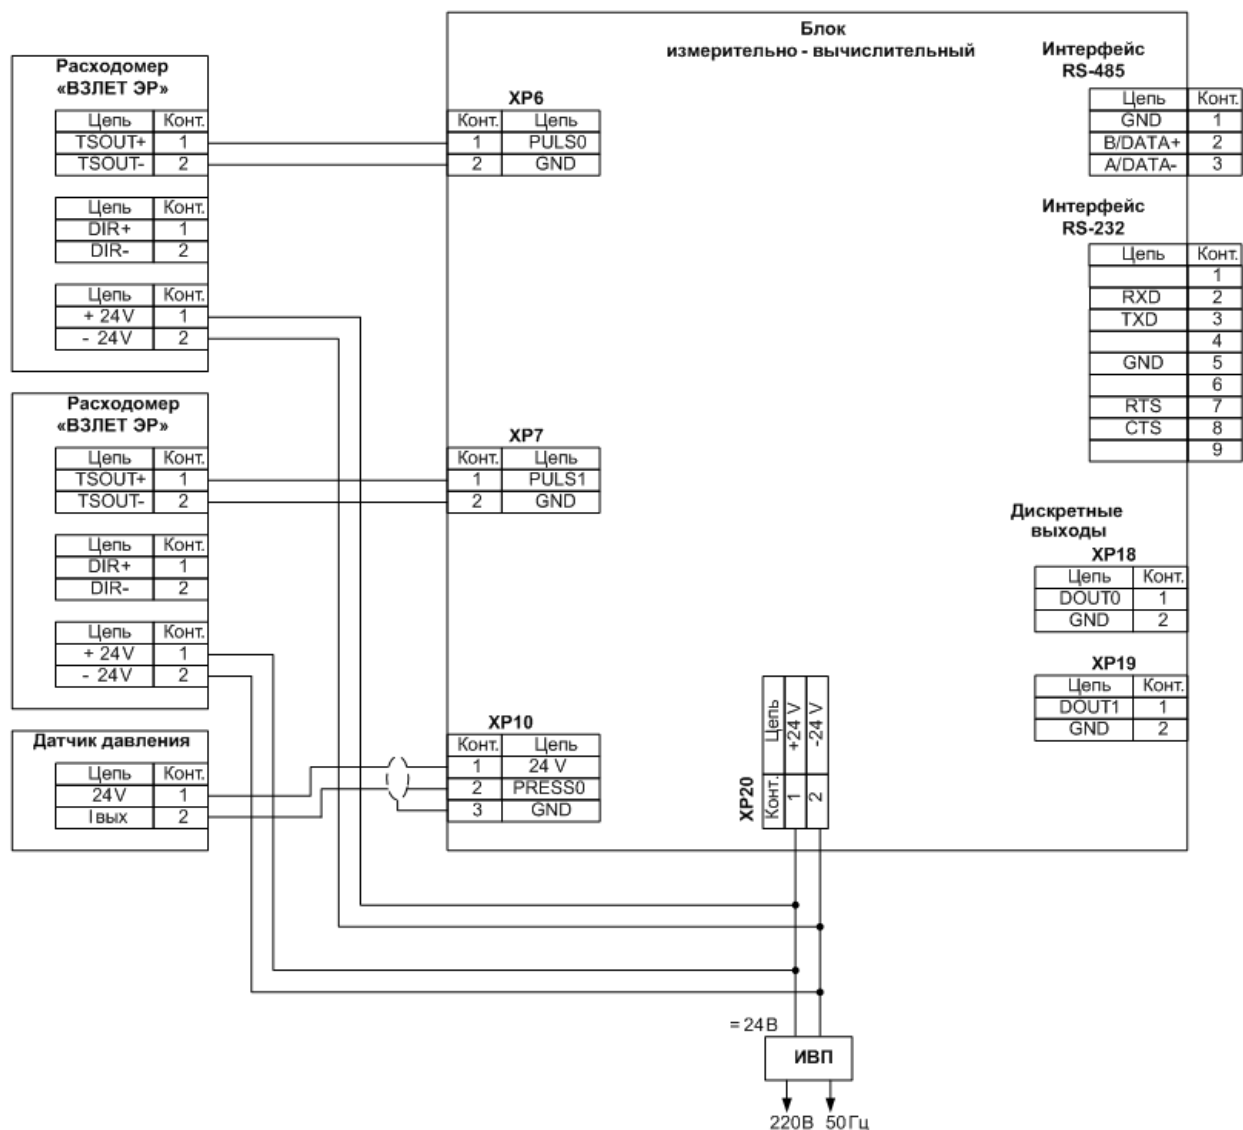 Блок
измерительно - вычислительный
Расходомер
«ВЗЛЕТ ЭР»
Цепь Конт.
TSOUT+ 1
TSOUT- 2
Цепь Конт.
DIR+ 1
DIR- 2
Цепь Конт.
+ 24V 1
- 24V 2
Расходомер
«ВЗЛЕТ ЭР»
Цепь Конт.
TSOUT+ 1
TSOUT- 2
Цепь Конт.
DIR+ 1
DIR- 2
Цепь Конт.
+ 24V 1
- 24V 2
Датчик давления
Цепь Конт.
24V 1
Iвых 2
XP6
Конт. Цепь
1 PULS0
2 GND
XP7
Конт. Цепь
1 PULS1
2 GND
XP10
Конт. Цепь
1 24 V
2 PRESS0
3 GND
XP20
Конт. Цепь
1 +24 V
2 -24 V
Интерфейс
RS-485
Цепь Конт.
GND 1
B/DATA+ 2
A/DATA- 3
Интерфейс
RS-232
Цепь Конт.
1
RXD 2
TXD 3
4
GND 5
6
RTS 7
CTS 8
9
Дискретные
выходы
XP18
Цепь Конт.
DOUT0 1
GND 2
XP19
Цепь Конт.
DOUT1 1
GND 2
= 24В
ИВП
220В 50Гц